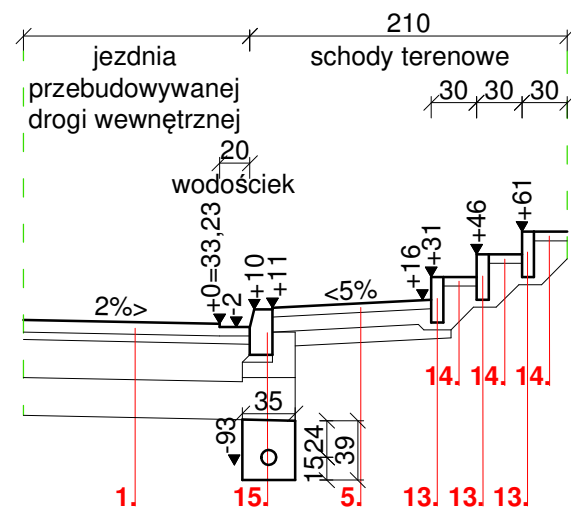 210
jezdnia
przebudowywanej
drogi wewnętrznej
schody terenowe
30 30 30
20
wodościek
+0=33,23
-2
+10
+11
+16
+31
+46
+61
2%>
<5%
14. 14. 14.
35
-93
15 24
39
1. 15. 5. 13. 13. 13.